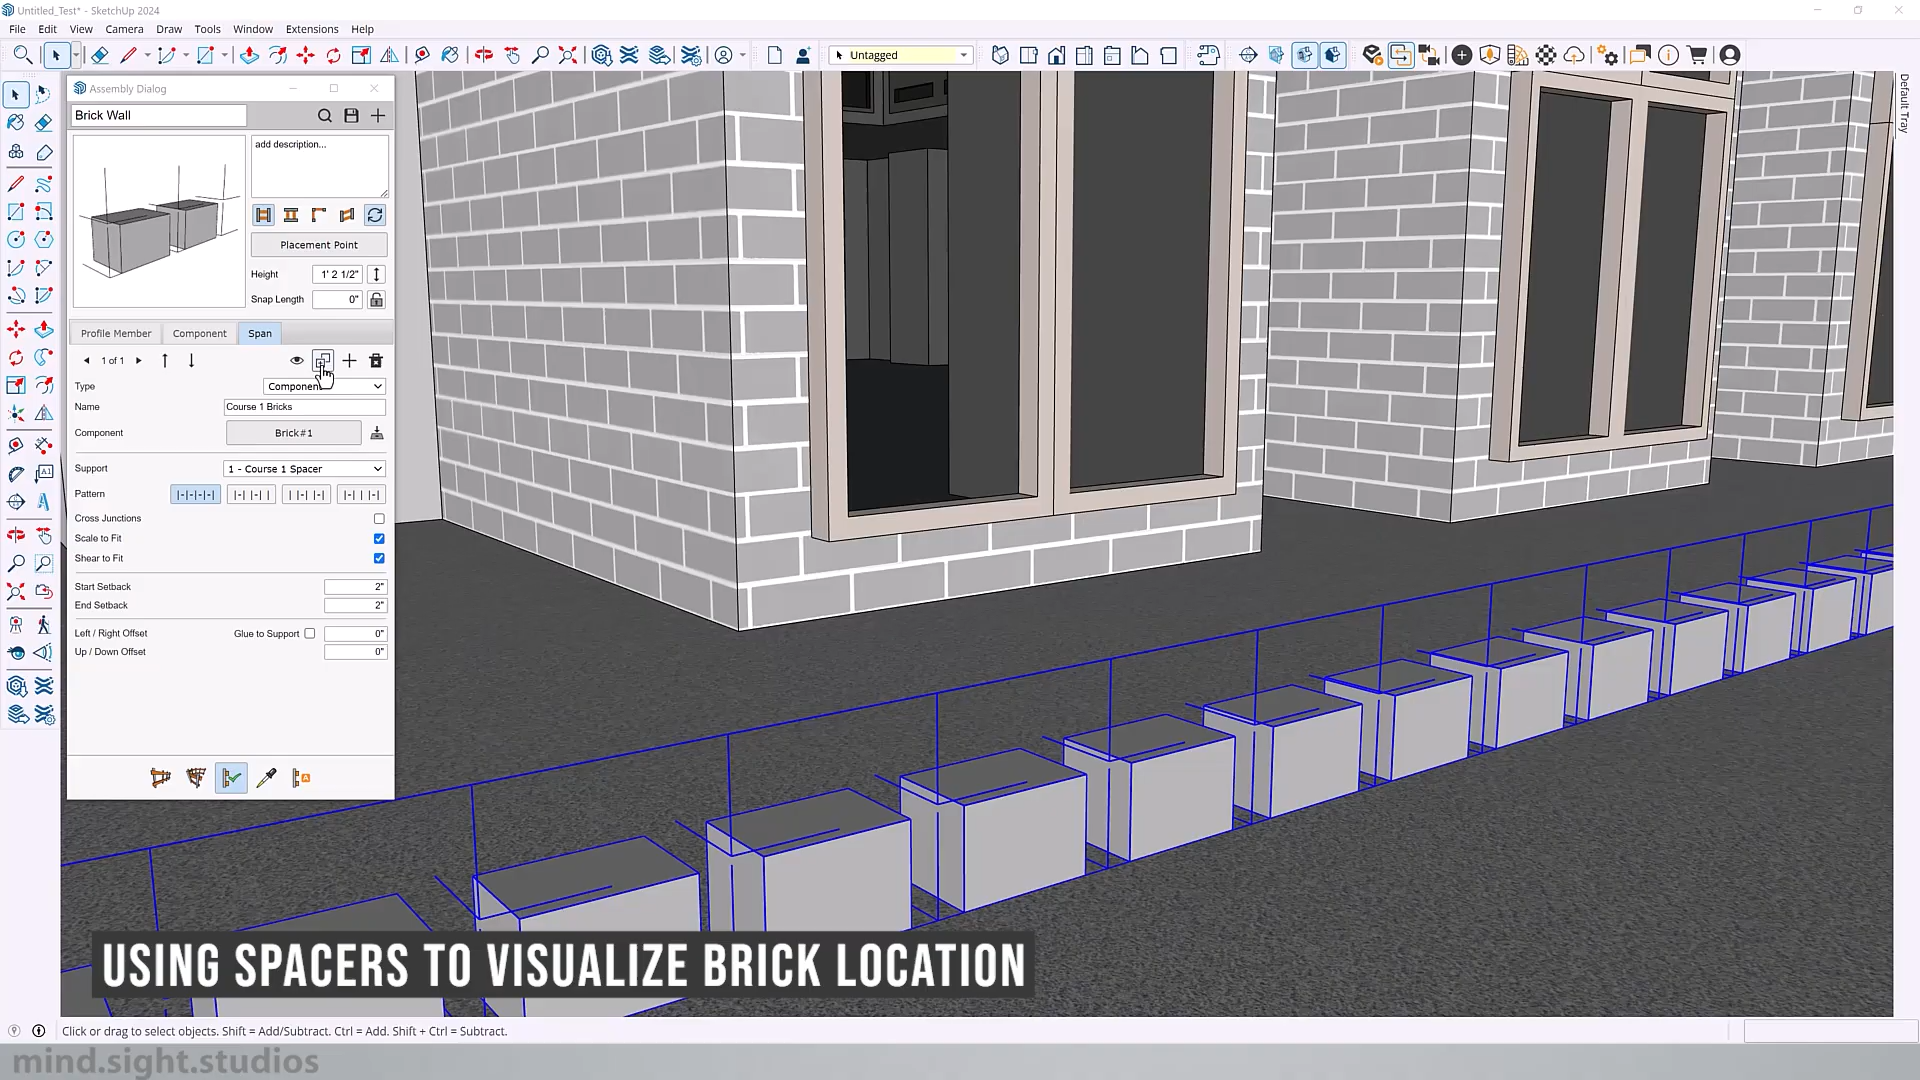 Untitled_Test* - SketchUp 2024
File Edit View Camera Draw Tools Window Extensions Help
Untagged
Default Tray
Assembly Dialog
Brick Wall
add description...
Placement Point
Height 1' 2 1/2"
Snap Length 0"
Profile Member Component Span
1 of 1
Type Component
Name Course 1 Bricks
Component Brick#1
Support 1 - Course 1 Spacer
Pattern |-|-|-|-| |-| |-| | | |-| |-| |-| | |-|
Cross Junctions
Scale to Fit
Shear to Fit
Start Setback 2"
End Setback 2"
Left / Right Offset Glue to Support 0"
Up / Down Offset 0"
USING SPACERS TO VISUALIZE BRICK LOCATION
Click or drag to select objects. Shift = Add/Subtract. Ctrl = Add. Shift + Ctrl = Subtract.
mind.sight.studios